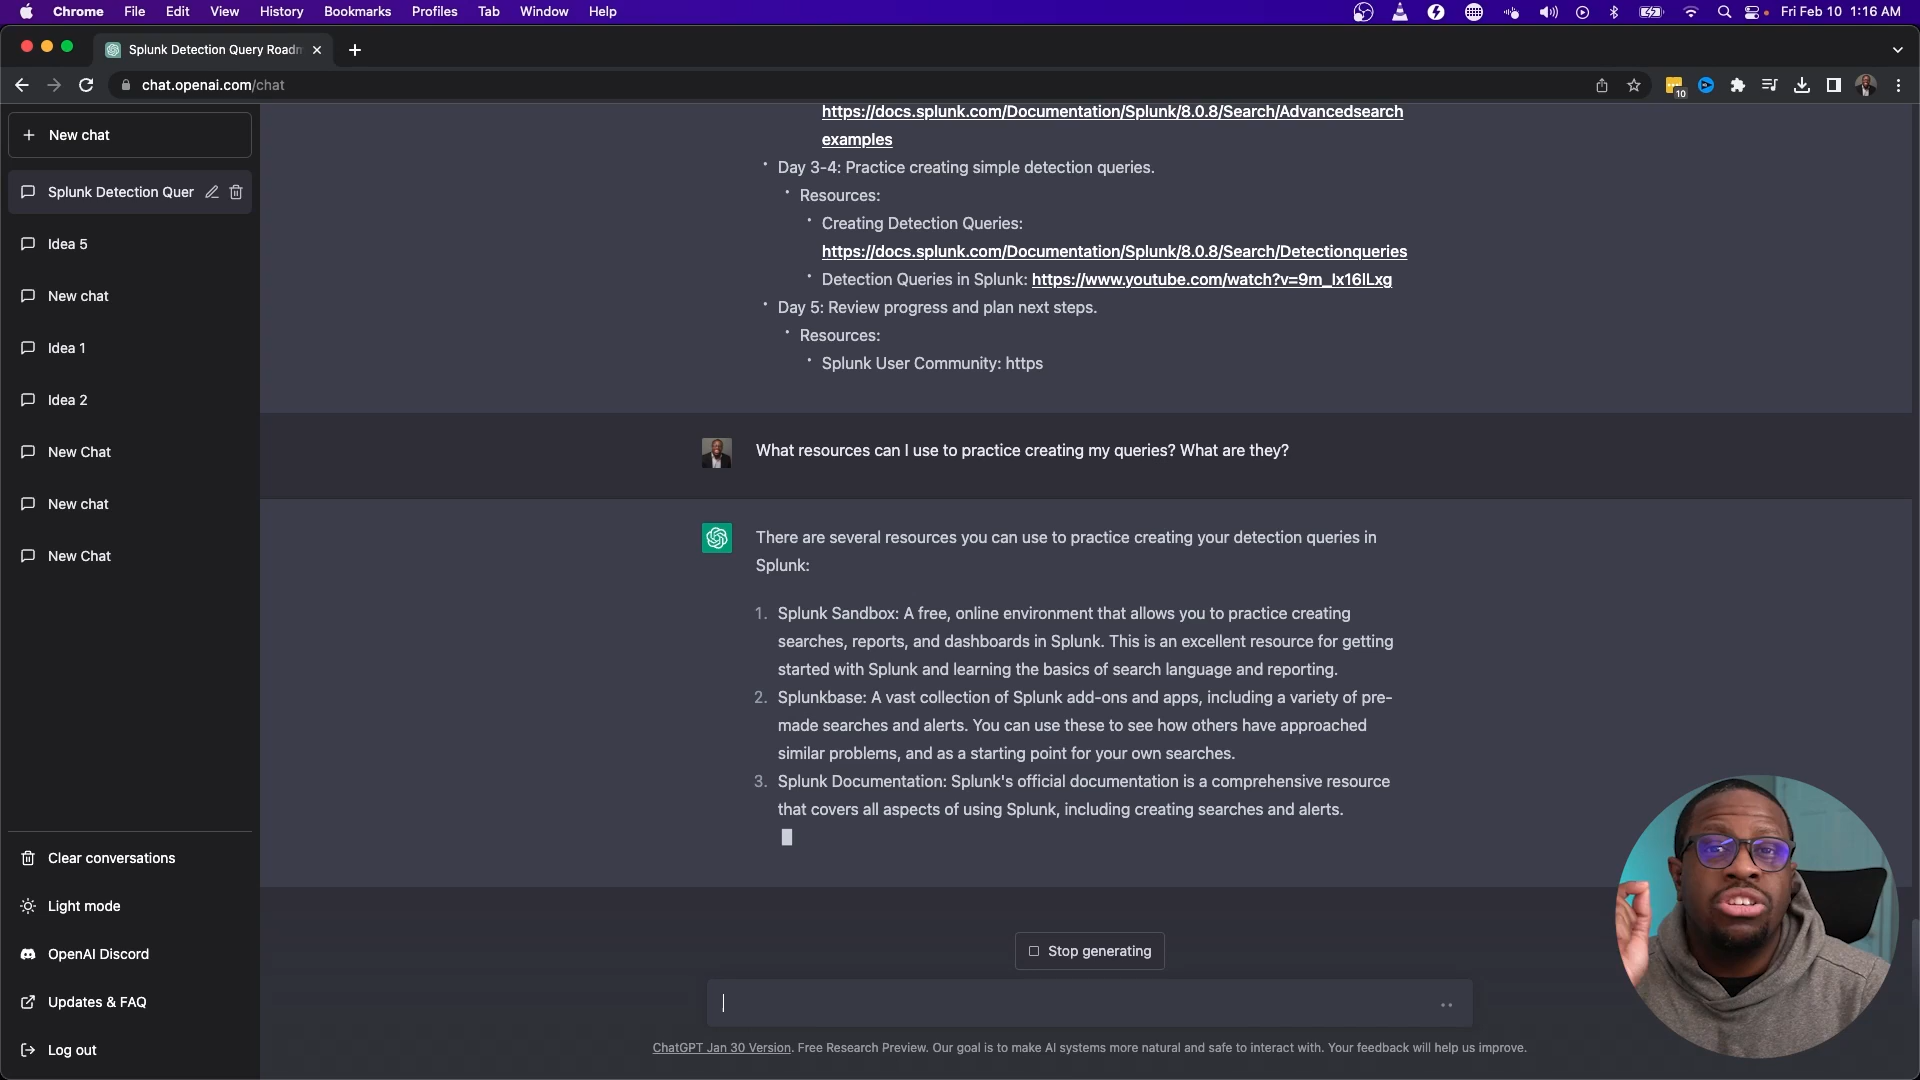 Chrome File Edit View History Bookmarks Profiles Tab Window Help
Fri Feb 10 1:16 AM
Splunk Detection Query Roadm
chat.openai.com/chat
10
New chat
Splunk Detection Quer
Idea 5
New chat
Idea 1
Idea 2
New Chat
New chat
New Chat
Clear conversations
Light mode
OpenAI Discord
Updates & FAQ
Log out
https://docs.splunk.com/Documentation/Splunk/8.0.8/Search/Advancedsearch
examples
Day 3-4: Practice creating simple detection queries.
Resources:
Creating Detection Queries:
https://docs.splunk.com/Documentation/Splunk/8.0.8/Search/Detectionqueries
Detection Queries in Splunk: https://www.youtube.com/watch?v=9m_Ix16lLxg
Day 5: Review progress and plan next steps.
Resources:
Splunk User Community: https
What resources can I use to practice creating my queries? What are they?
There are several resources you can use to practice creating your detection queries in
Splunk:
1. Splunk Sandbox: A free, online environment that allows you to practice creating
searches, reports, and dashboards in Splunk. This is an excellent resource for getting
started with Splunk and learning the basics of search language and reporting.
2. Splunkbase: A vast collection of Splunk add-ons and apps, including a variety of pre-
made searches and alerts. You can use these to see how others have approached
similar problems, and as a starting point for your own searches.
3. Splunk Documentation: Splunk's official documentation is a comprehensive resource
that covers all aspects of using Splunk, including creating searches and alerts.
Stop generating
ChatGPT Jan 30 Version. Free Research Preview. Our goal is to make AI systems more natural and safe to interact with. Your feedback will help us improve.